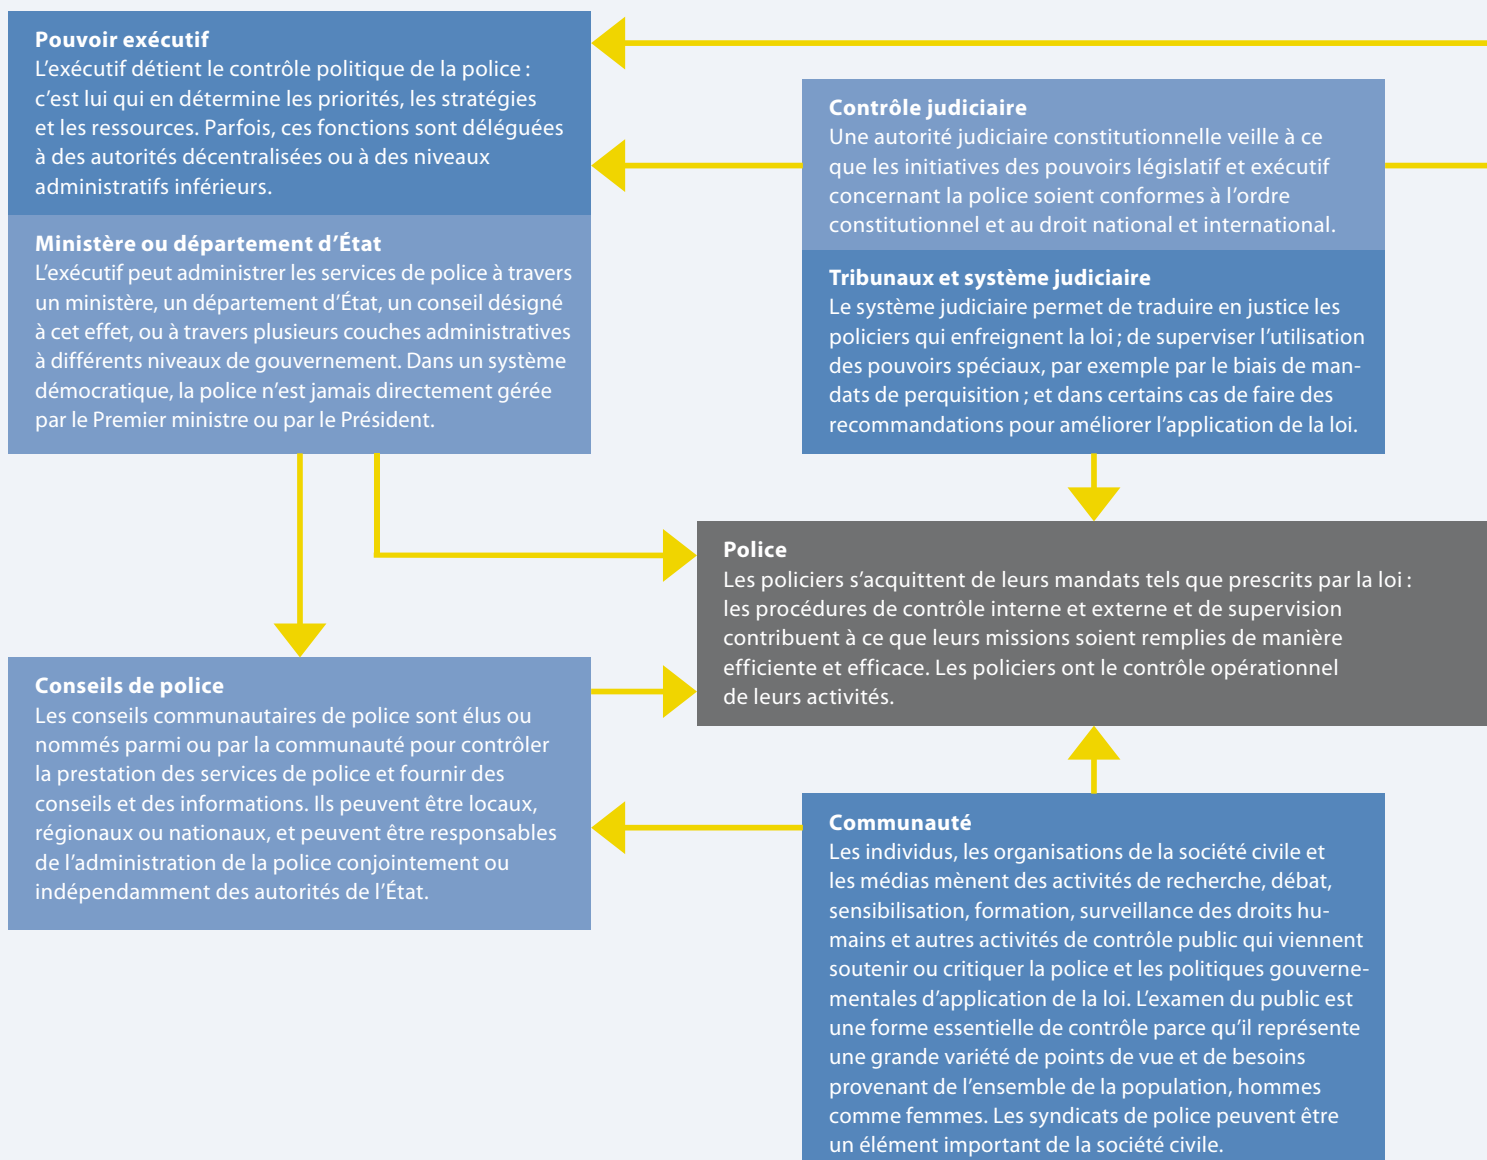 Pouvoir exécutif
L’exécutif détient le contrôle politique de la police :
c’est lui qui en détermine les priorités, les stratégies
et les ressources. Parfois, ces fonctions sont déléguées
à des autorités décentralisées ou à des niveaux
administratifs inférieurs.
Ministère ou département d’État
L’exécutif peut administrer les services de police à travers
un ministère, un département d’État, un conseil désigné
à cet effet, ou à travers plusieurs couches administratives
à différents niveaux de gouvernement. Dans un système
démocratique, la police n’est jamais directement gérée
par le Premier ministre ou par le Président.
Contrôle judiciaire
Une autorité judiciaire constitutionnelle veille à ce
que les initiatives des pouvoirs législatif et exécutif
concernant la police soient conformes à l’ordre
constitutionnel et au droit national et international.
Tribunaux et système judiciaire
Le système judiciaire permet de traduire en justice les
policiers qui enfreignent la loi ; de superviser l’utilisation
des pouvoirs spéciaux, par exemple par le biais de man-
dats de perquisition ; et dans certains cas de faire des
recommandations pour améliorer l’application de la loi.
Police
Les policiers s’acquittent de leurs mandats tels que prescrits par la loi :
les procédures de contrôle interne et externe et de supervision
contribuent à ce que leurs missions soient remplies de manière
efficiente et efficace. Les policiers ont le contrôle opérationnel
de leurs activités.
Conseils de police
Les conseils communautaires de police sont élus ou
nommés parmi ou par la communauté pour contrôler
la prestation des services de police et fournir des
conseils et des informations. Ils peuvent être locaux,
régionaux ou nationaux, et peuvent être responsables
de l’administration de la police conjointement ou
indépendamment des autorités de l’État.
Communauté
Les individus, les organisations de la société civile et
les médias mènent des activités de recherche, débat,
sensibilisation, formation, surveillance des droits hu-
mains et autres activités de contrôle public qui viennent
soutenir ou critiquer la police et les politiques gouverne-
mentales d’application de la loi. L’examen du public est
une forme essentielle de contrôle parce qu’il représente
une grande variété de points de vue et de besoins
provenant de l’ensemble de la population, hommes
comme femmes. Les syndicats de police peuvent être
un élément important de la société civile.